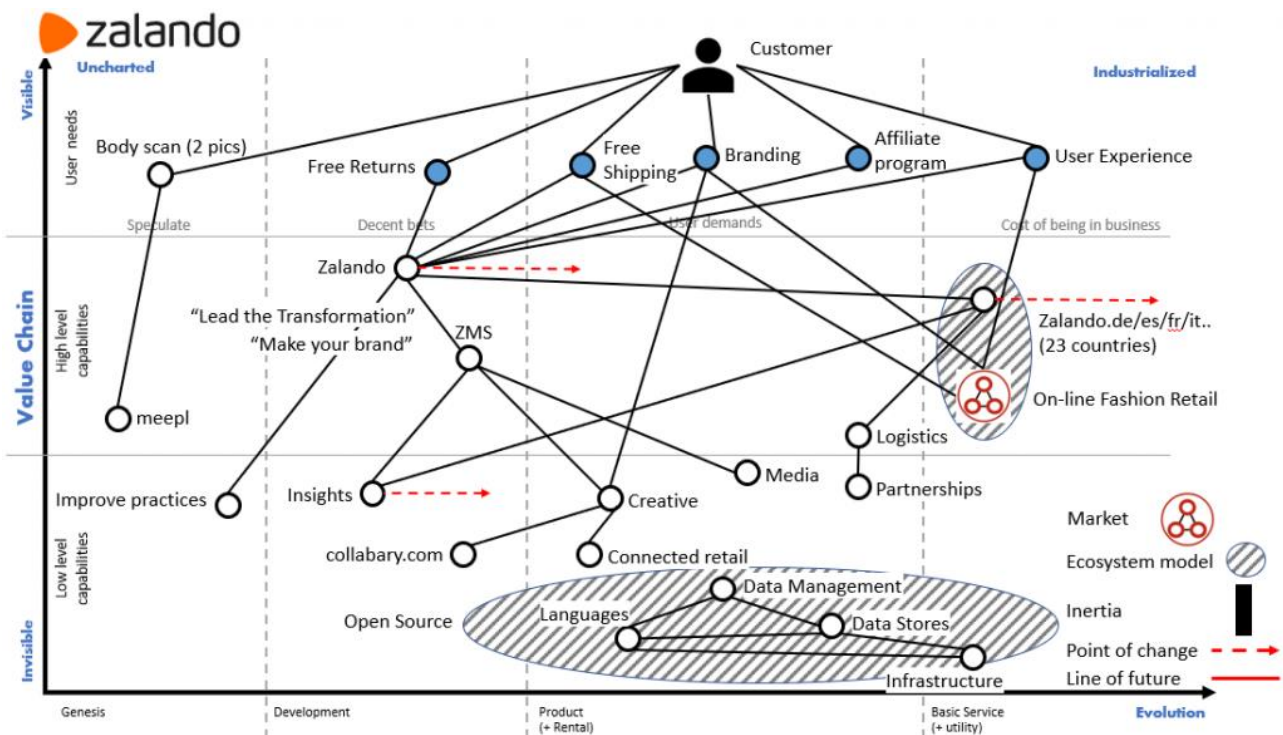 zalando
Customer
Uncharted
Industrialized
Visible
User needs
Body scan (2 pics)
Free Returns
Free
Shipping
Branding
Affiliate
program
User Experience
Speculate
Decent bets
User demands
Cost of being in business
Value Chain
High level
capabilities
Zalando
“Lead the Transformation”
“Make your brand”
ZMS
Zalando.de/es/fr/it..
(23 countries)
On-line Fashion Retail
meepl
Logistics
Improve practices
Insights
Creative
Media
Partnerships
Low level
capabilities
collabary.com
Connected retail
Open Source
Languages
Data Management
Data Stores
Infrastructure
Market
Ecosystem model
Inertia
Point of change
Line of future
Invisible
Genesis
Development
Product
(+ Rental)
Basic Service
(+ utility)
Evolution